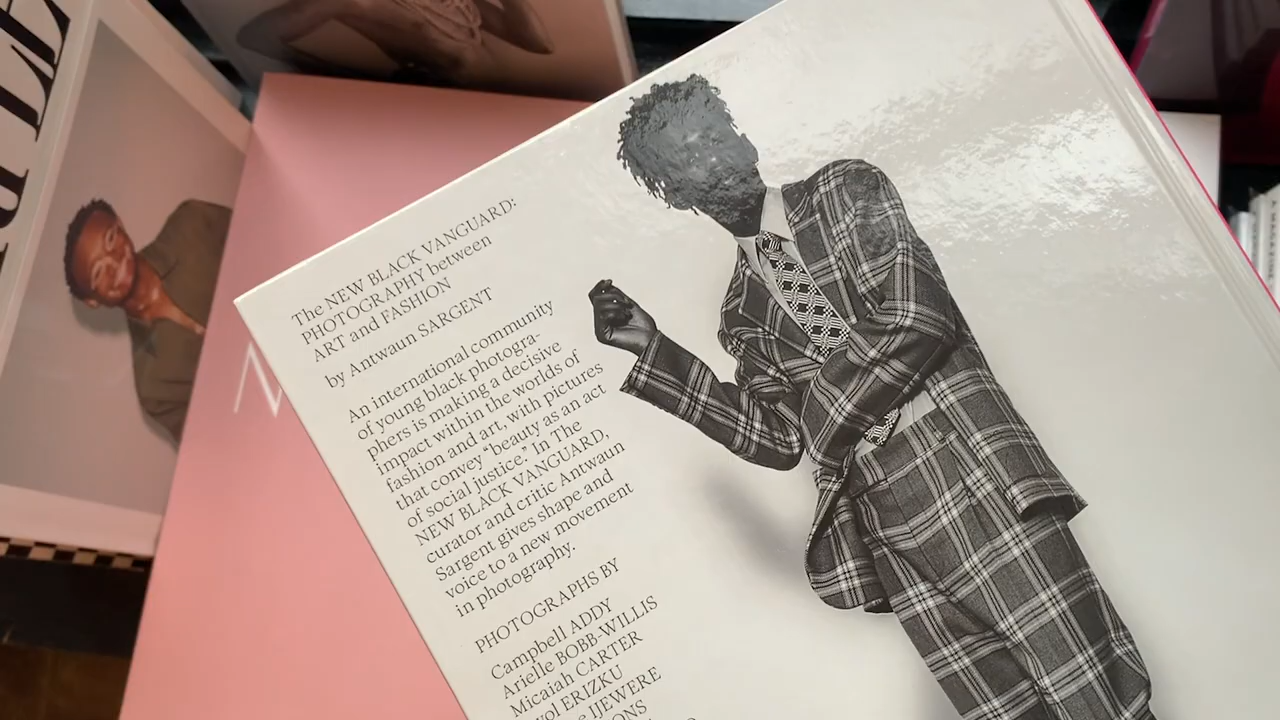 The NEW BLACK VANGUARD:
PHOTOGRAPHY between
ART and FASHION
by Antwaun SARGENT
An international community
of young black photogra-
phers is making a decisive
impact within the worlds of
fashion and art, with pictures
that convey “beauty as an act
of social justice.” In The
NEW BLACK VANGUARD,
curator and critic Antwaun
Sargent gives shape and
voice to a new movement
in photography.
PHOTOGRAPHS BY
Campbell ADDY
Arielle BOBB-WILLIS
Micaiah CARTER
ERIZKU
IJEWERE
N